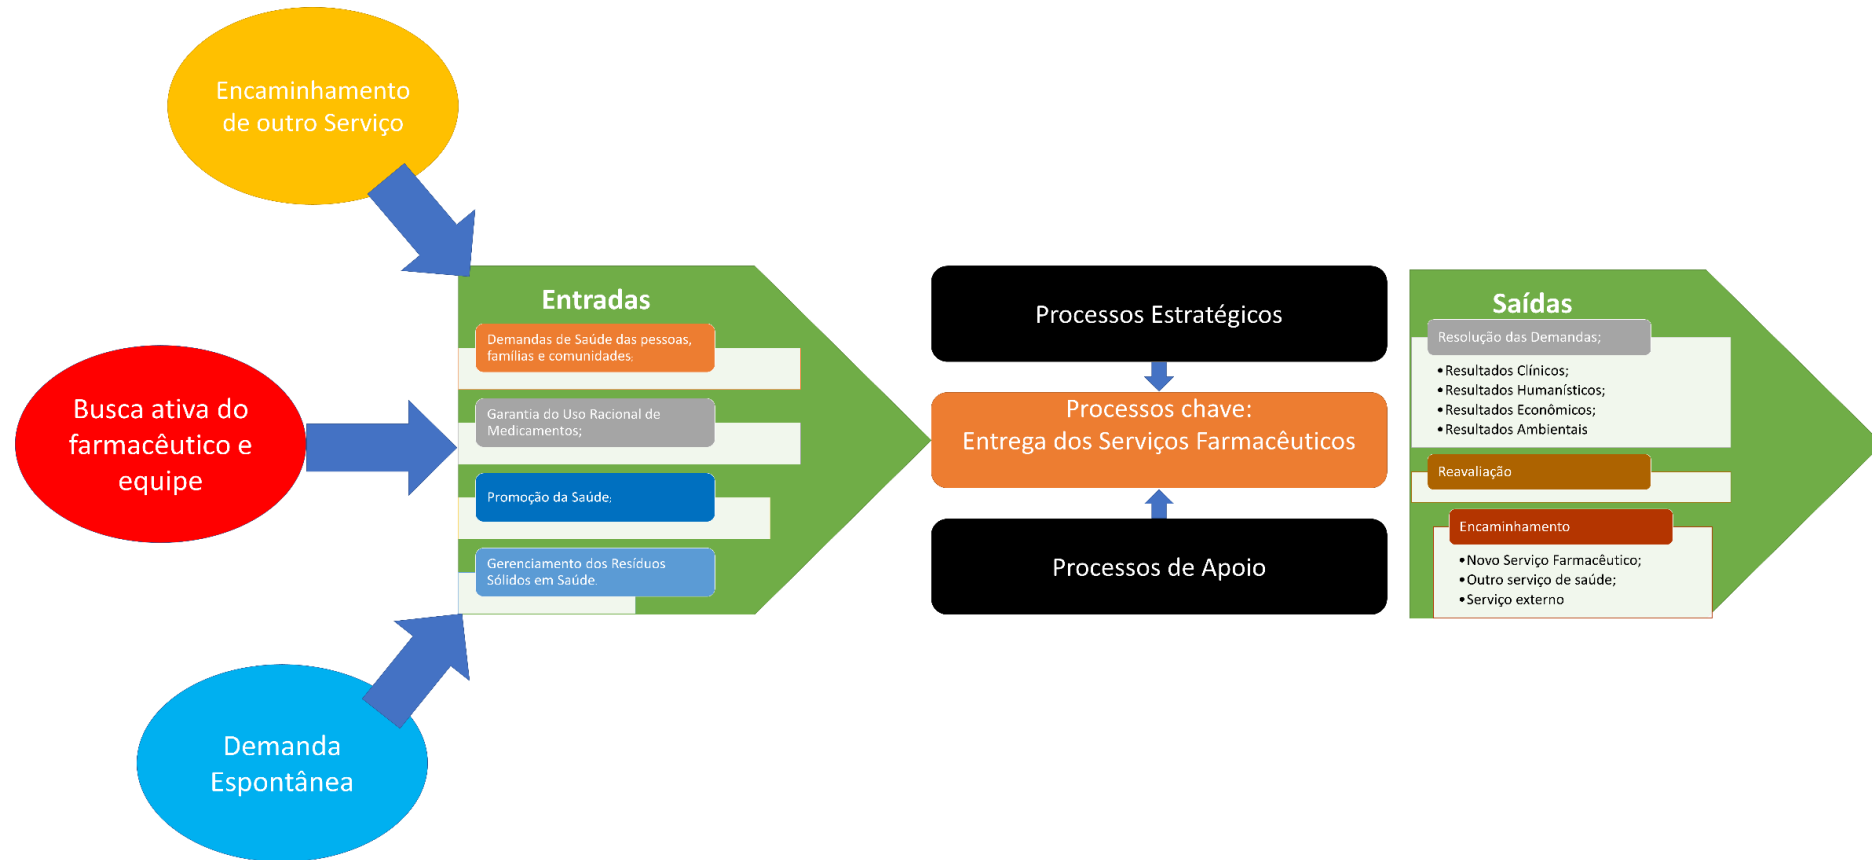 Encaminhamento
de outro Serviço
Busca ativa do
farmacêutico e
equipe
Demanda
Espontânea
Entradas
Demandas de Saúde das pessoas,
famílias e comunidades;
Garantia do Uso Racional de
Medicamentos;
Promoção da Saúde;
Gerenciamento dos Resíduos
Sólidos em Saúde.
Processos Estratégicos
Processos chave:
Entrega dos Serviços Farmacêuticos
Processos de Apoio
Saídas
Resolução das Demandas;
•Resultados Clínicos;
•Resultados Humanísticos;
•Resultados Econômicos;
•Resultados Ambientais
Reavaliação
Encaminhamento
•Novo Serviço Farmacêutico;
•Outro serviço de saúde;
•Serviço externo